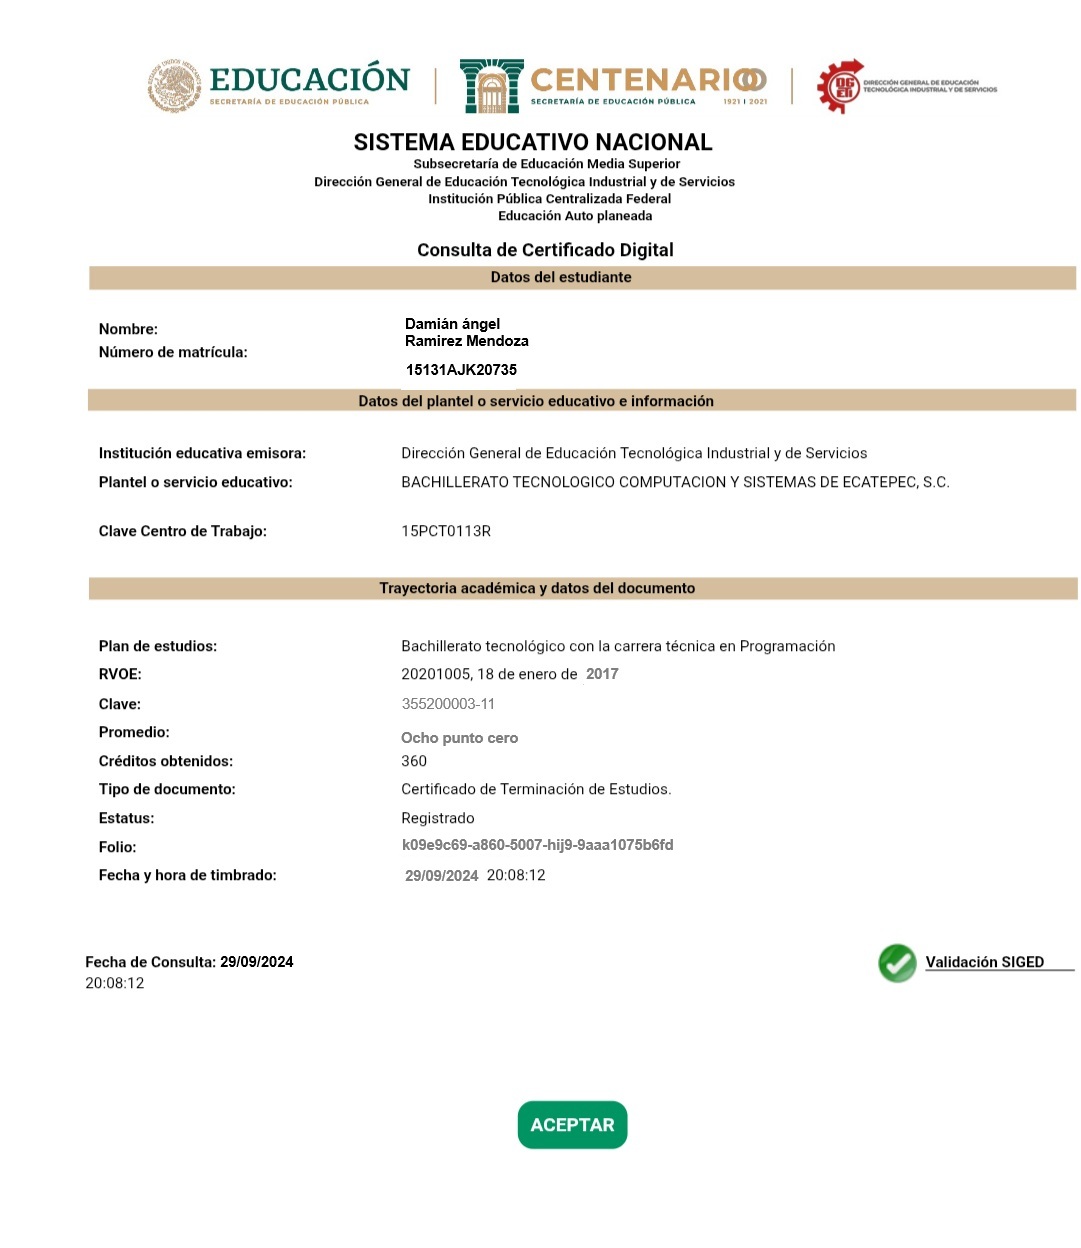 EDUCACIÓN
SECRETARÍA DE EDUCACIÓN PÚBLICA
CENTENARIO
SECRETARÍA DE EDUCACIÓN PÚBLICA 1921 | 2021
DIRECCIÓN GENERAL DE EDUCACIÓN
TECNOLÓGICA INDUSTRIAL Y DE SERVICIOS
SISTEMA EDUCATIVO NACIONAL
Subsecretaría de Educación Media Superior
Dirección General de Educación Tecnológica Industrial y de Servicios
Institución Pública Centralizada Federal
Educación Auto planeada
Consulta de Certificado Digital
Datos del estudiante
Nombre: Damián ángel
Ramirez Mendoza
Número de matrícula: 15131AJK20735
Datos del plantel o servicio educativo e información
Institución educativa emisora: Dirección General de Educación Tecnológica Industrial y de Servicios
Plantel o servicio educativo: BACHILLERATO TECNOLOGICO COMPUTACION Y SISTEMAS DE ECATEPEC, S.C.
Clave Centro de Trabajo: 15PCT0113R
Trayectoria académica y datos del documento
Plan de estudios: Bachillerato tecnológico con la carrera técnica en Programación
RVOE: 20201005, 18 de enero de 2017
Clave: 355200003-11
Promedio: Ocho punto cero
Créditos obtenidos: 360
Tipo de documento: Certificado de Terminación de Estudios.
Estatus: Registrado
Folio: k09e9c69-a860-5007-hij9-9aaa1075b6fd
Fecha y hora de timbrado: 29/09/2024 20:08:12
Fecha de Consulta: 29/09/2024
20:08:12
Validación SIGED
ACEPTAR